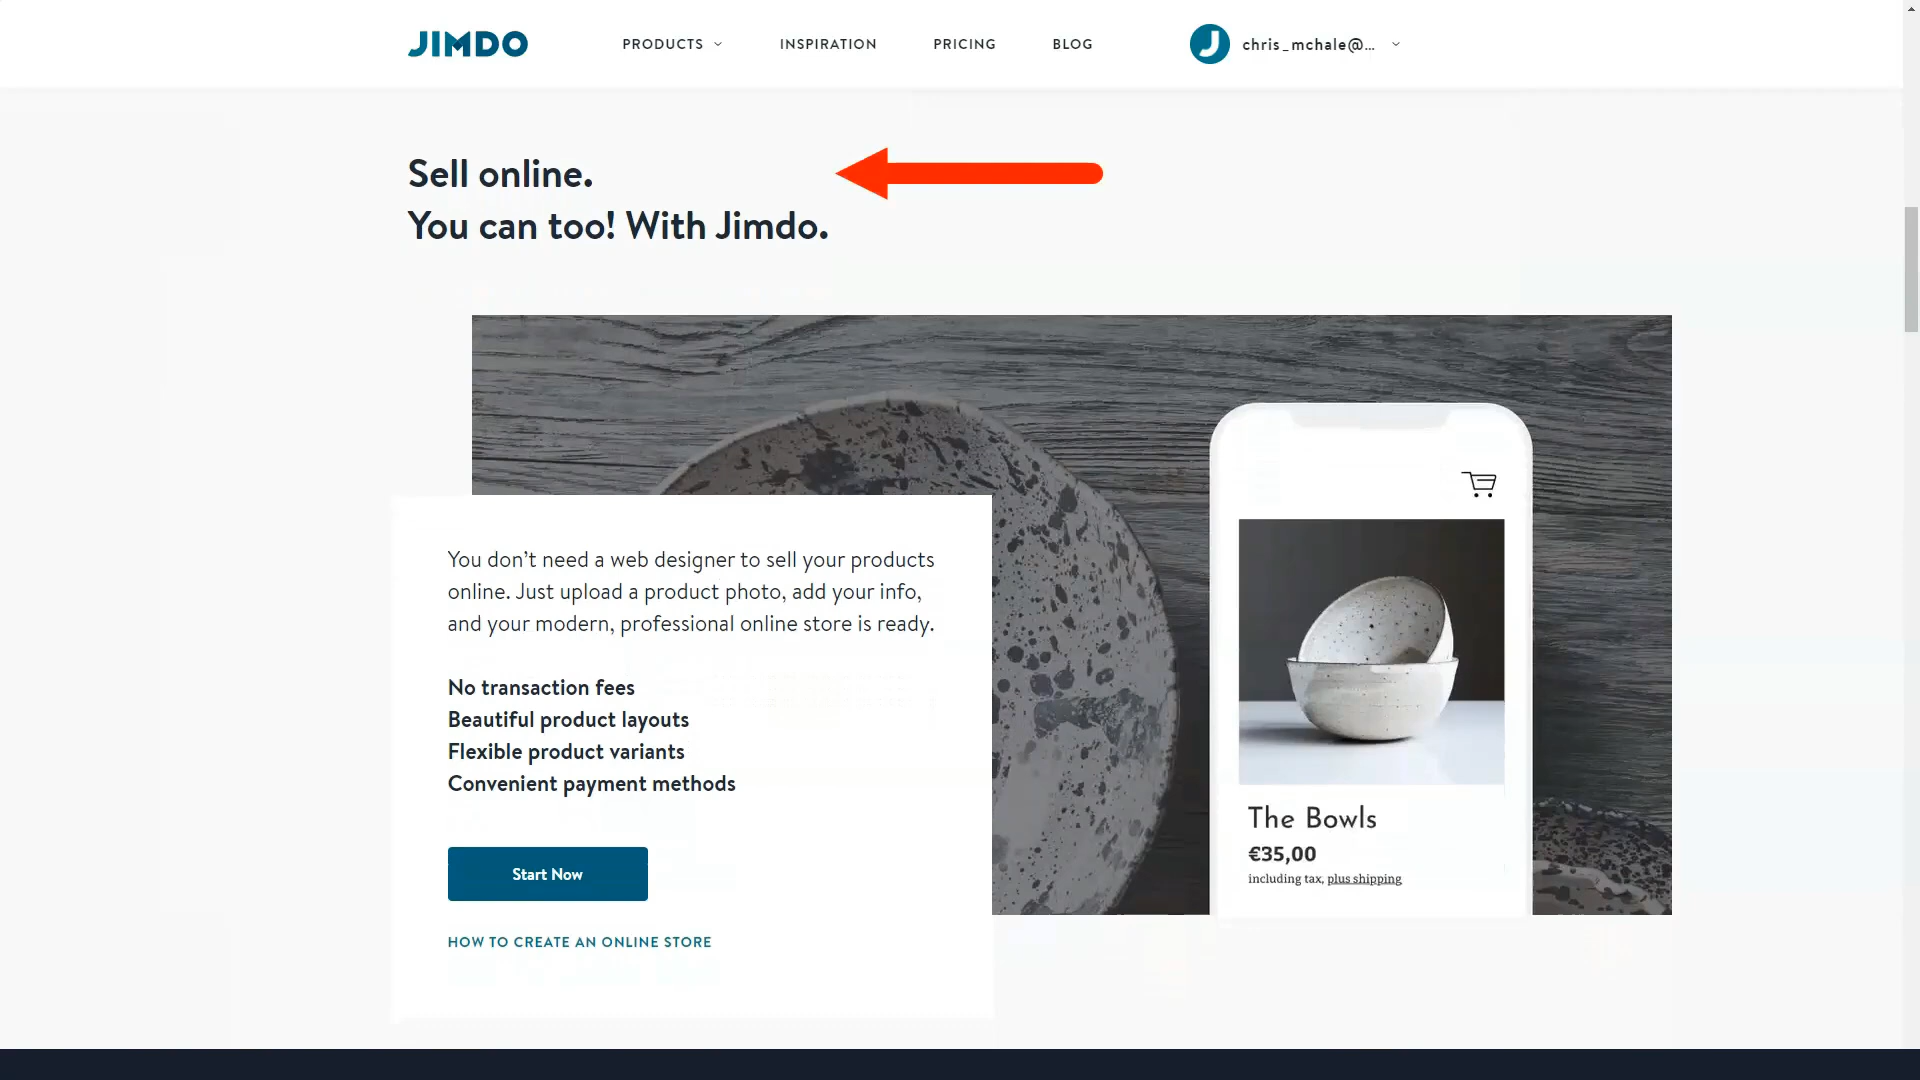 JIMDO
PRODUCTS
INSPIRATION
PRICING
BLOG
chris_mchale@...
Sell online.
You can too! With Jimdo.
You don’t need a web designer to sell your products
online. Just upload a product photo, add your info,
and your modern, professional online store is ready.
No transaction fees
Beautiful product layouts
Flexible product variants
Convenient payment methods
Start Now
HOW TO CREATE AN ONLINE STORE
The Bowls
€35,00
including tax, plus shipping